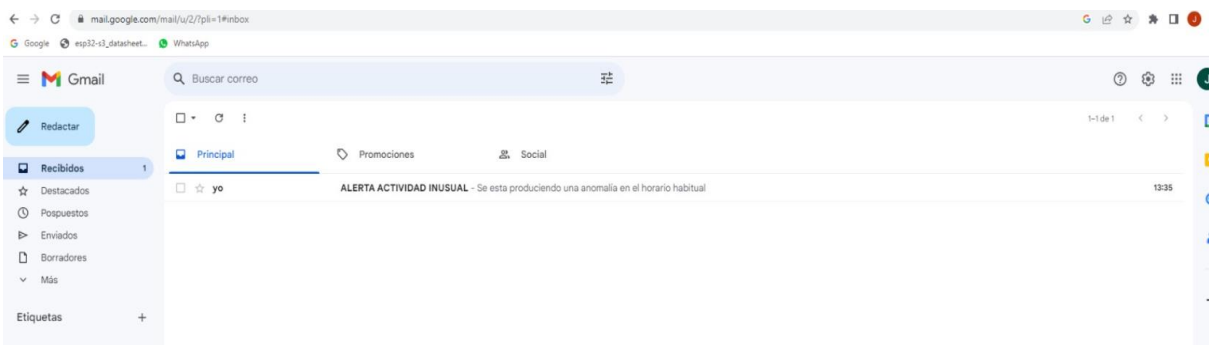 mail.google.com/mail/u/2/?pli=1#inbox
Google esp32-s3_datasheet... WhatsApp
Gmail Buscar correo
Redactar 1–1 de 1
Principal Promociones Social
Recibidos 1
yo ALERTA ACTIVIDAD INUSUAL - Se esta produciendo una anomalia en el horario habitual 13:35
Destacados
Pospuestos
Enviados
Borradores
Más
Etiquetas +